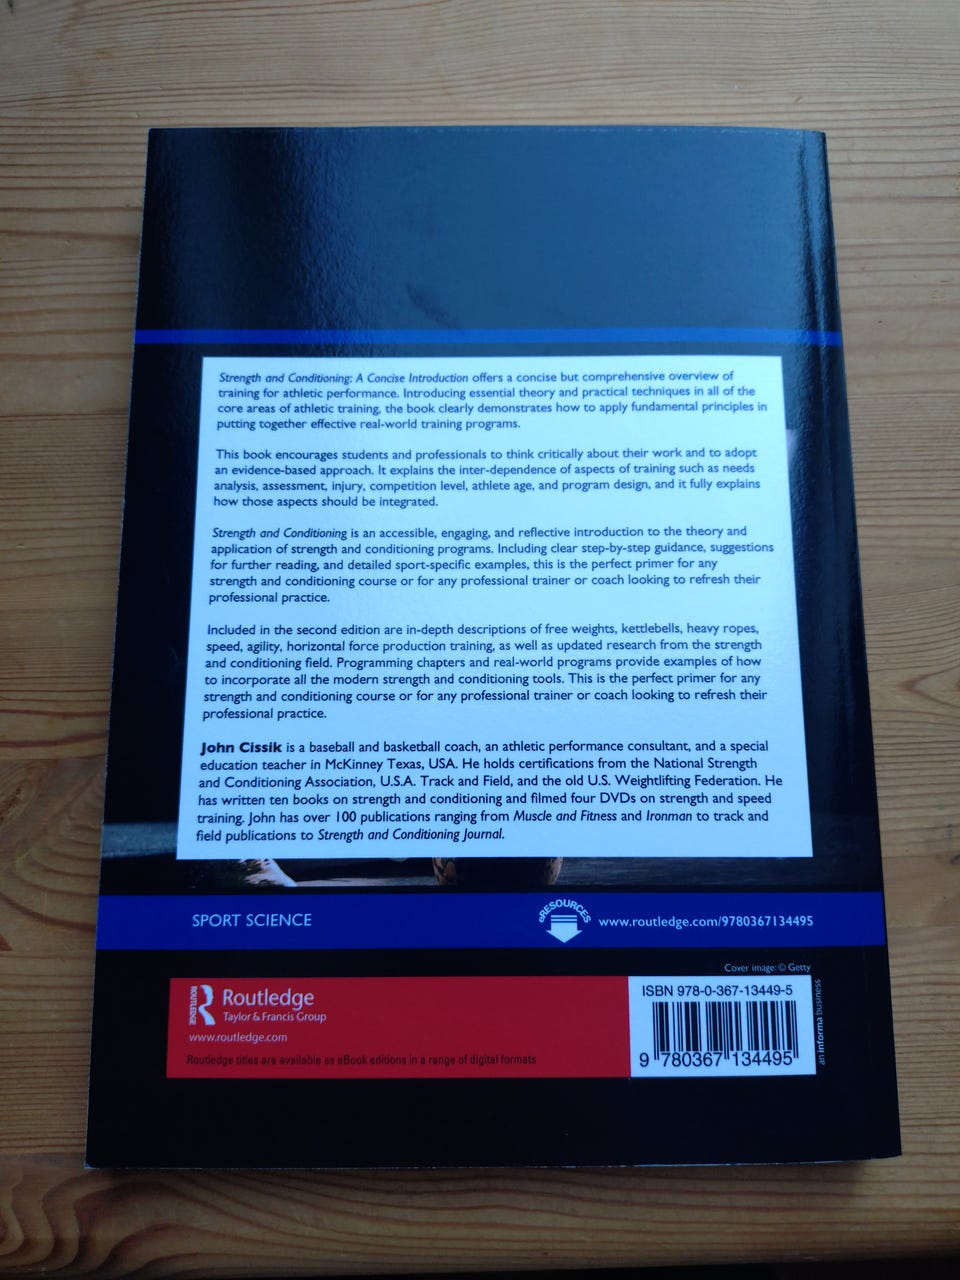 Strength and Conditioning: A Concise Introduction offers a concise but comprehensive overview of
training for athletic performance. Introducing essential theory and practical techniques in all of the
core areas of athletic training, the book clearly demonstrates how to apply fundamental principles in
putting together effective real-world training programs.
This book encourages students and professionals to think critically about their work and to adopt
an evidence-based approach. It explains the inter-dependence of aspects of training such as needs
analysis, assessment, injury, competition level, athlete age, and program design, and it fully explains
how those aspects should be integrated.
Strength and Conditioning is an accessible, engaging, and reflective introduction to the theory and
application of strength and conditioning programs. Including clear step-by-step guidance, suggestions
for further reading, and detailed sport-specific examples, this is the perfect primer for any
strength and conditioning course or for any professional trainer or coach looking to refresh their
professional practice.
Included in the second edition are in-depth descriptions of free weights, kettlebells, heavy ropes,
speed, agility, horizontal force production training, as well as updated research from the strength
and conditioning field. Programming chapters and real-world programs provide examples of how
to incorporate all the modern strength and conditioning tools. This is the perfect primer for any
strength and conditioning course or for any professional trainer or coach looking to refresh their
professional practice.
John Cissik is a baseball and basketball coach, an athletic performance consultant, and a special
education teacher in McKinney Texas, USA. He holds certifications from the National Strength
and Conditioning Association, U.S.A. Track and Field, and the old U.S. Weightlifting Federation. He
has written ten books on strength and conditioning and filmed four DVDs on strength and speed
training. John has over 100 publications ranging from Muscle and Fitness and Ironman to track and
field publications to Strength and Conditioning Journal.
SPORT SCIENCE
eRESOURCES
www.routledge.com/9780367134495
Cover image: © Getty
ROUTLEDGE
Routledge
Taylor & Francis Group
www.routledge.com
Routledge titles are available as eBook editions in a range of digital formats
ISBN 978-0-367-13449-5
9 780367 134495
an informa business